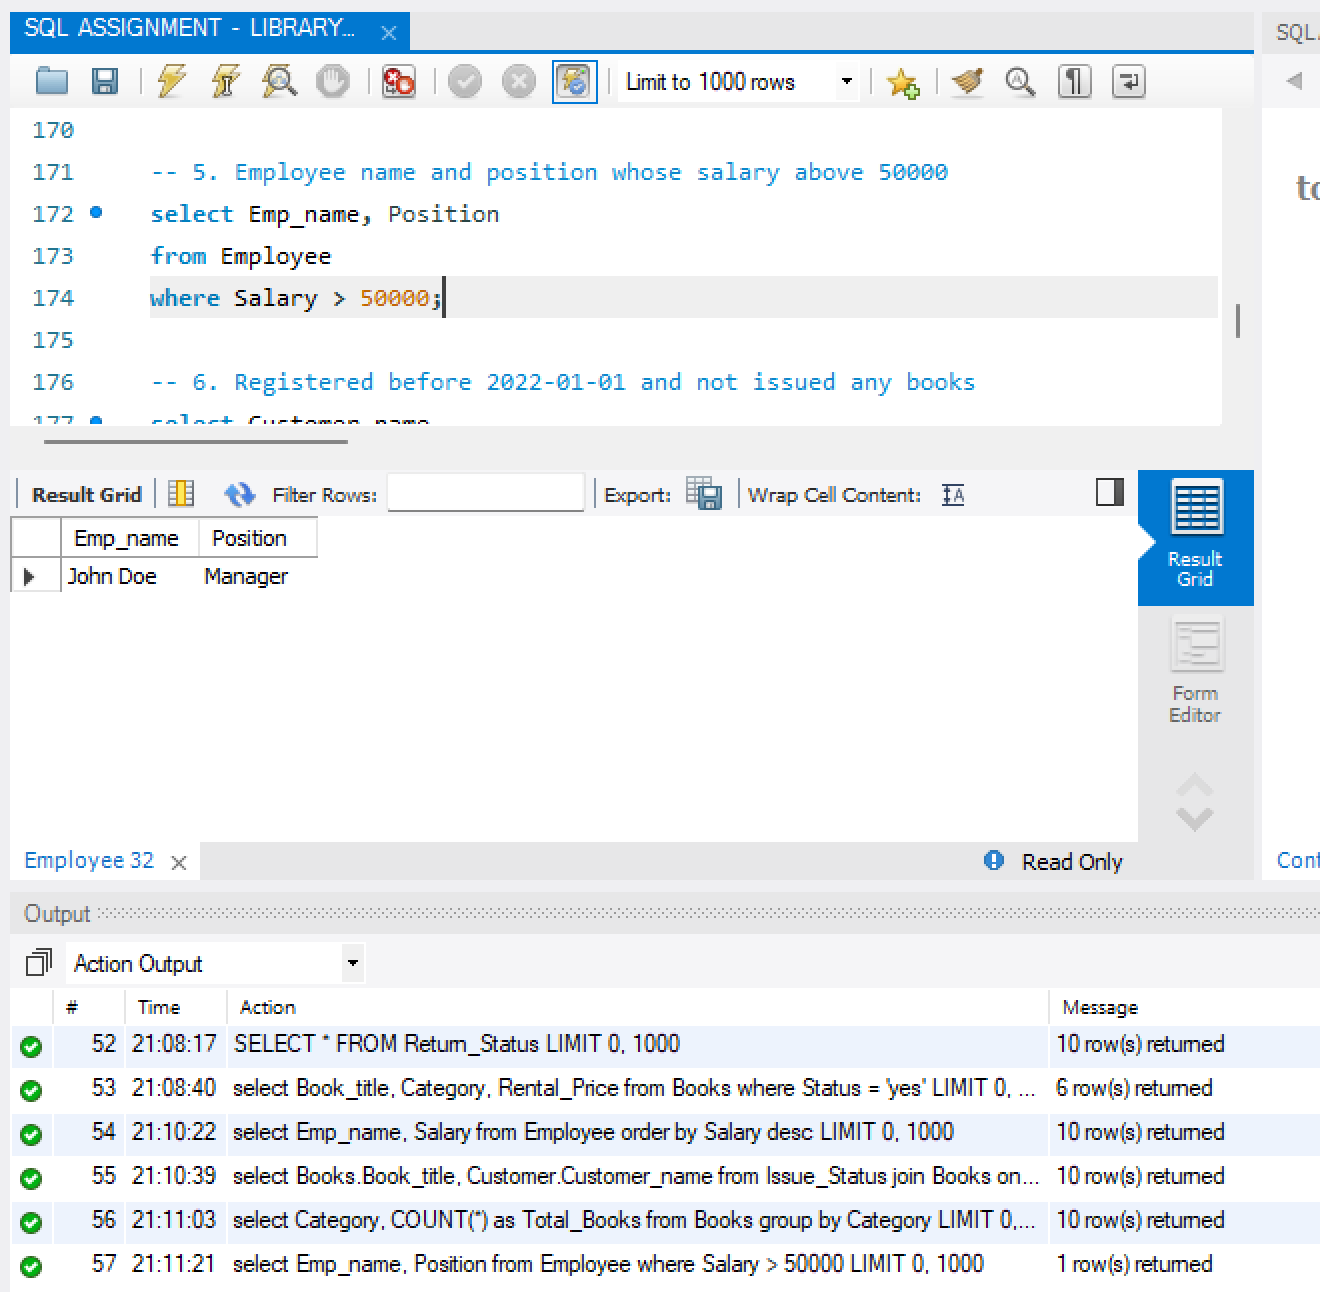 SQL ASSIGNMENT - LIBRARY...
SQL
Limit to 1000 rows
170
171 -- 5. Employee name and position whose salary above 50000
172 select Emp_name, Position
173 from Employee
174 where Salary > 50000;
175
176 -- 6. Registered before 2022-01-01 and not issued any books
177 select Customer_name
Result Grid Filter Rows: Export: Wrap Cell Content:
Emp_name Position
John Doe Manager
Result
Grid
Form
Editor
Employee 32
Read Only
Cont
Output
Action Output
# Time Action Message
52 21:08:17 SELECT * FROM Return_Status LIMIT 0, 1000 10 row(s) returned
53 21:08:40 select Book_title, Category, Rental_Price from Books where Status = 'yes' LIMIT 0, ... 6 row(s) returned
54 21:10:22 select Emp_name, Salary from Employee order by Salary desc LIMIT 0, 1000 10 row(s) returned
55 21:10:39 select Books.Book_title, Customer.Customer_name from Issue_Status join Books on... 10 row(s) returned
56 21:11:03 select Category, COUNT(*) as Total_Books from Books group by Category LIMIT 0,... 10 row(s) returned
57 21:11:21 select Emp_name, Position from Employee where Salary > 50000 LIMIT 0, 1000 1 row(s) returned